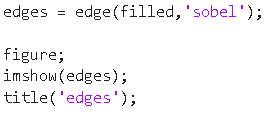 edges = edge(filled,'sobel');
figure;
imshow(edges);
title('edges');